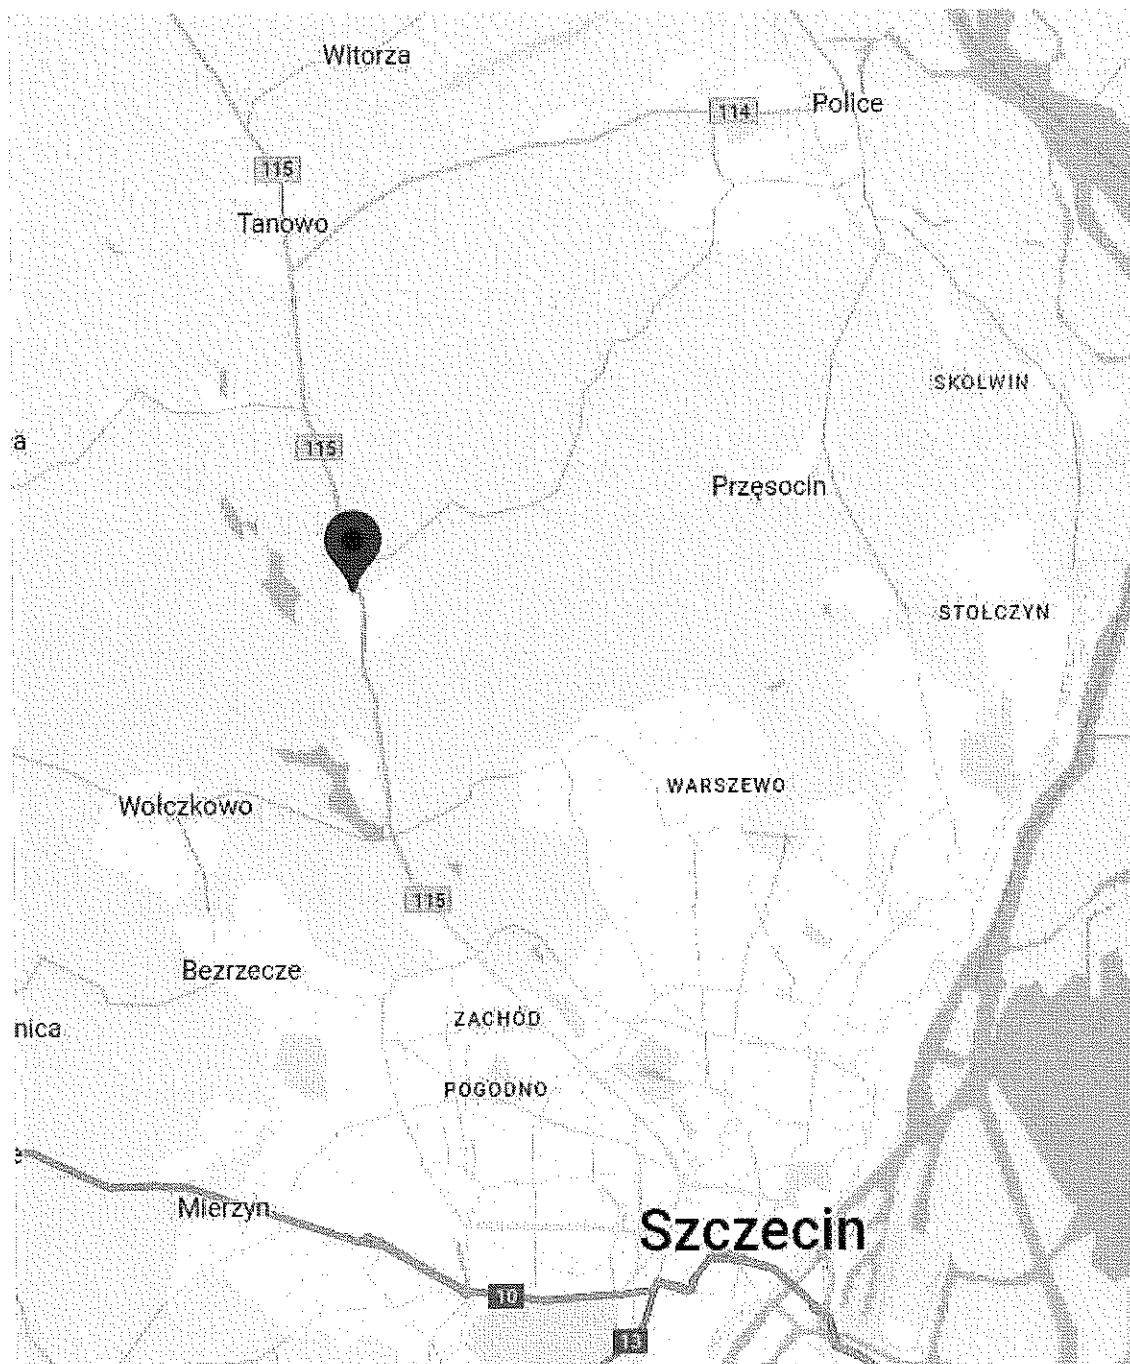 Witorza
114
Police
115
Tanowo
SKOLWIN
a
115
Przęsocin
STOŁCZYN
WARSZEWO
Wołczkowo
115
Bezrzecze
ZACHÓD
nica
POGODNO
Mierzyn
Szczecin
10
13